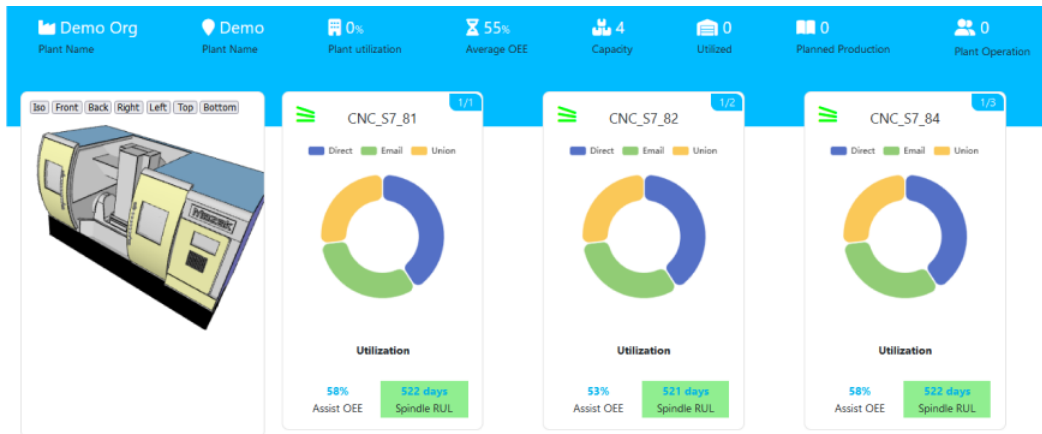 Demo Org
Plant Name
Demo
Plant Name
0%
Plant utilization
55%
Average OEE
4
Capacity
0
Utilized
0
Planned Production
0
Plant Operation
Iso Front Back Right Left Top Bottom
1/1
CNC_S7_81
Direct Email Union
Utilization
58%
Assist OEE
522 days
Spindle RUL
1/2
CNC_S7_82
Direct Email Union
Utilization
53%
Assist OEE
521 days
Spindle RUL
1/3
CNC_S7_84
Direct Email Union
Utilization
58%
Assist OEE
522 days
Spindle RUL